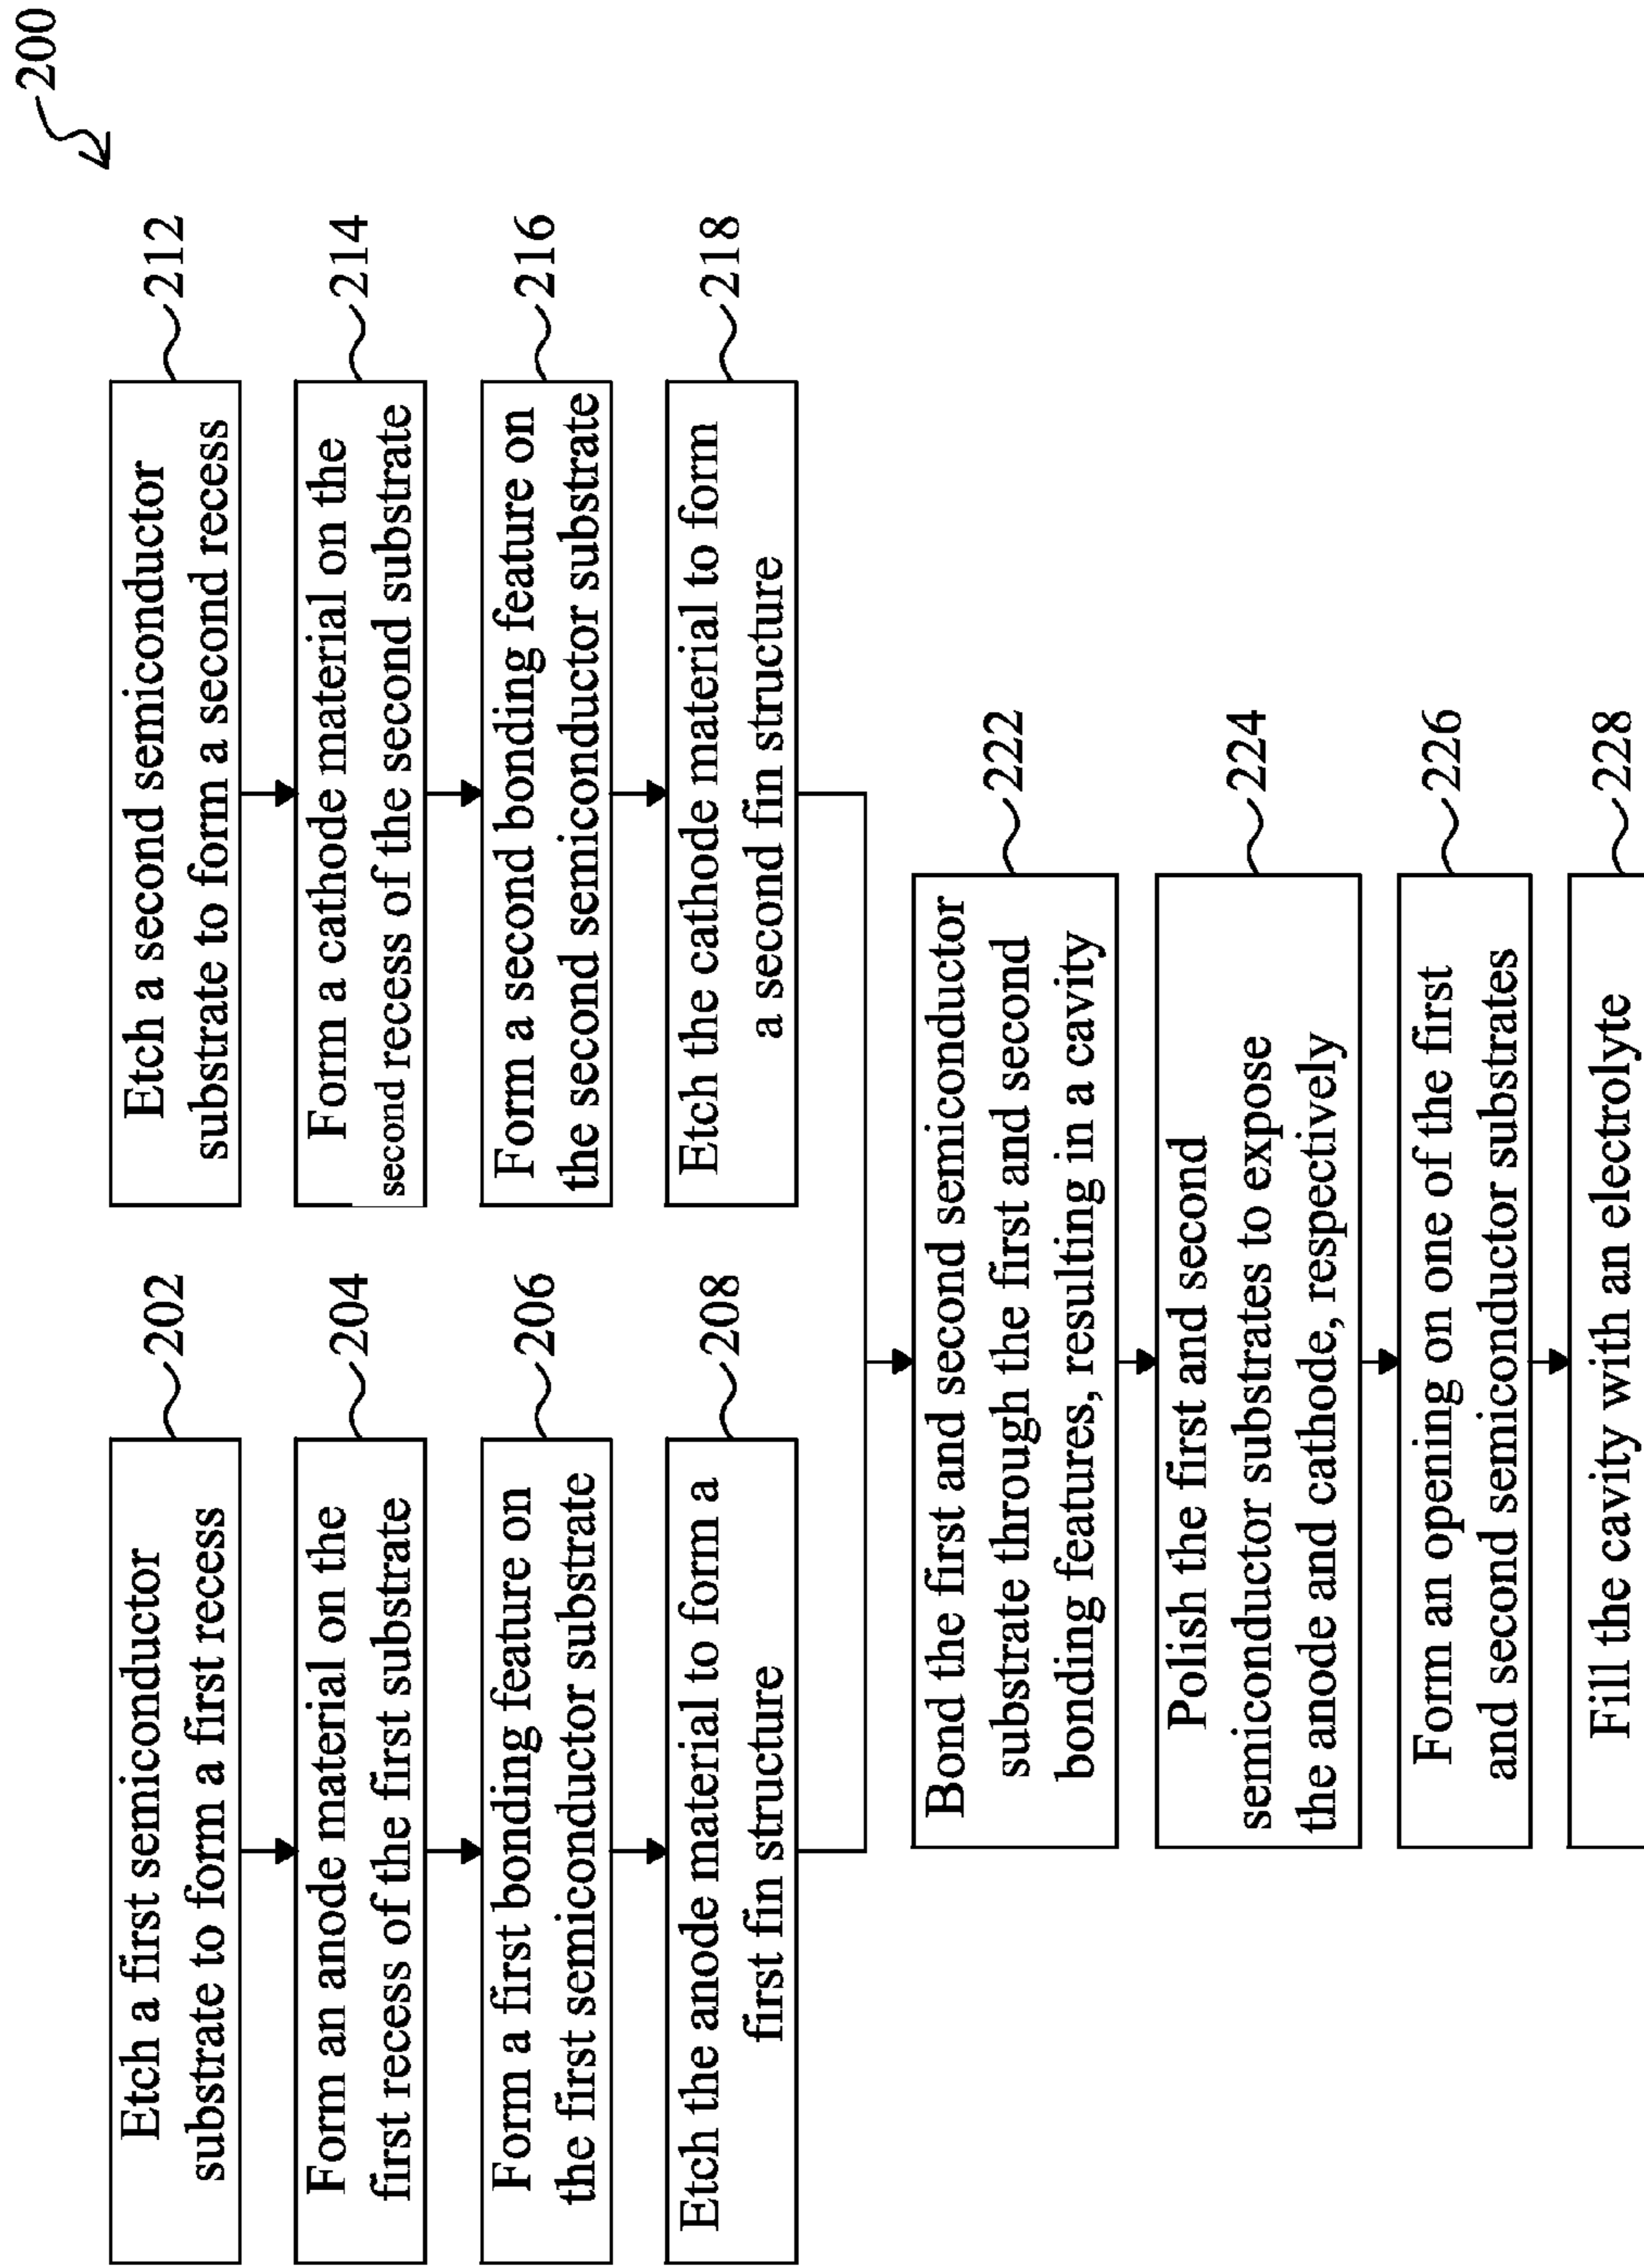 200
Etch a first semiconductor
substrate to form a first recess
202
Form an anode material on the
first recess of the first substrate
204
Form a first bonding feature on
the first semiconductor substrate
206
Etch the anode material to form a
first fin structure
208
Etch a second semiconductor
substrate to form a second recess
212
Form a cathode material on the
second recess of the second substrate
214
Form a second bonding feature on
the second semiconductor substrate
216
Etch the cathode material to form
a second fin structure
218
Bond the first and second semiconductor
substrate through the first and second
bonding features, resulting in a cavity
222
Polish the first and second
semiconductor substrates to expose
the anode and cathode, respectively
224
Form an opening on one of the first
and second semiconductor substrates
226
Fill the cavity with an electrolyte
228